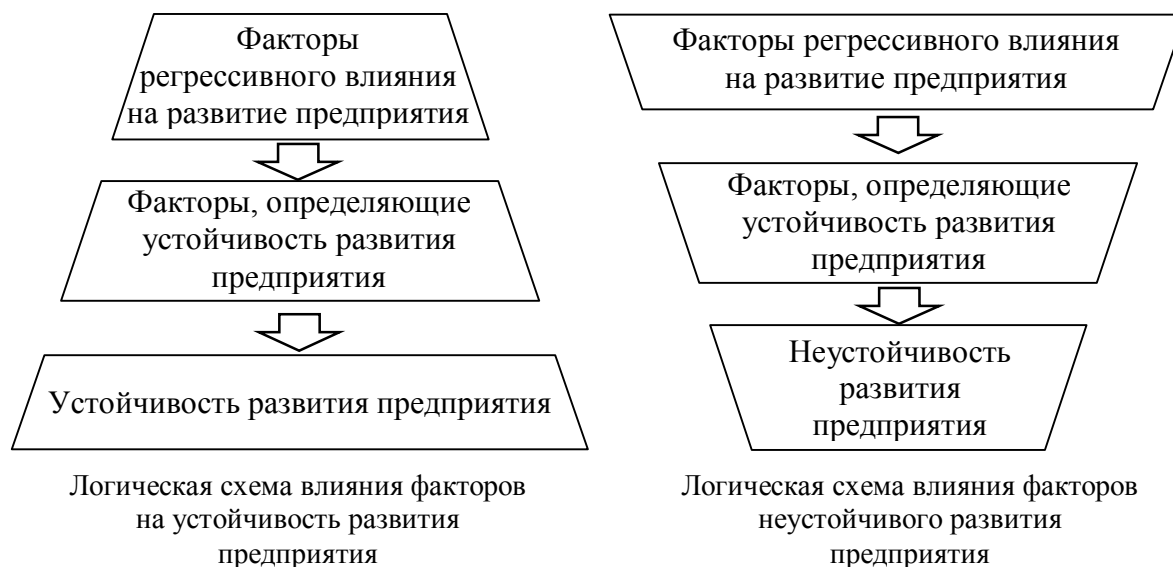 Факторы
регрессивного влияния
на развитие предприятия
Факторы, определяющие
устойчивость развития
предприятия
Устойчивость развития предприятия
Логическая схема влияния факторов
на устойчивость развития
предприятия
Факторы регрессивного влияния
на развитие предприятия
Факторы, определяющие
устойчивость развития
предприятия
Неустойчивость
развития
предприятия
Логическая схема влияния факторов
неустойчивого развития
предприятия